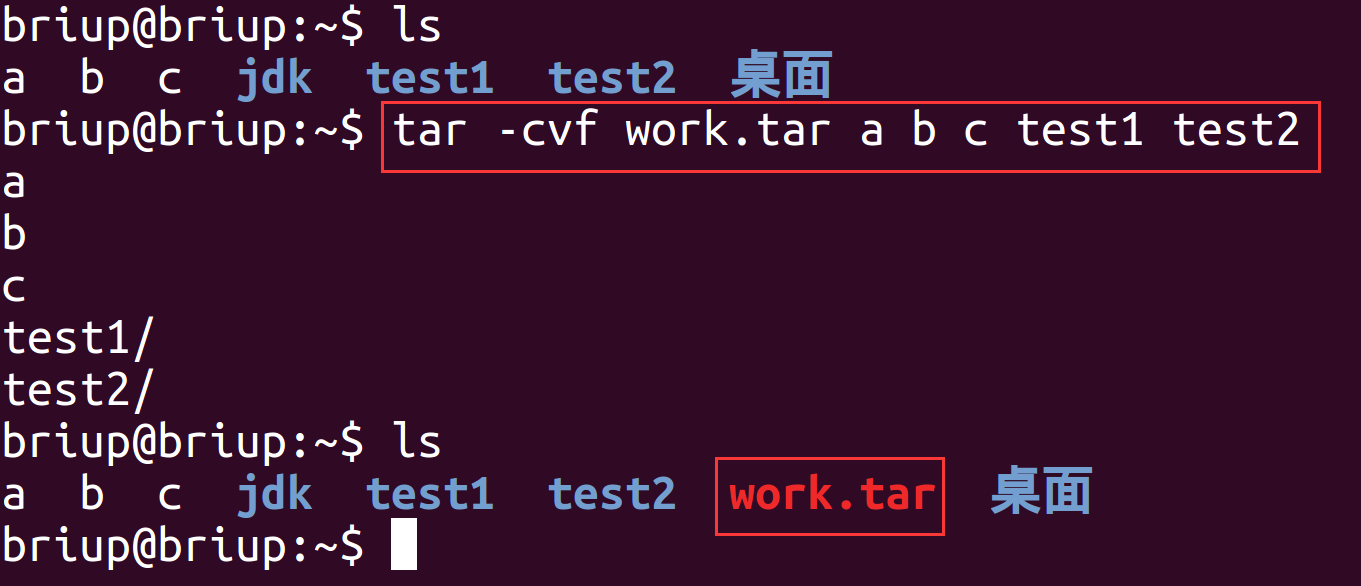 briup@briup:~$ ls
a  b  c  jdk  test1  test2  桌面
briup@briup:~$ tar -cvf work.tar a b c test1 test2
a
b
c
test1/
test2/
briup@briup:~$ ls
a  b  c  jdk  test1  test2  work.tar  桌面
briup@briup:~$